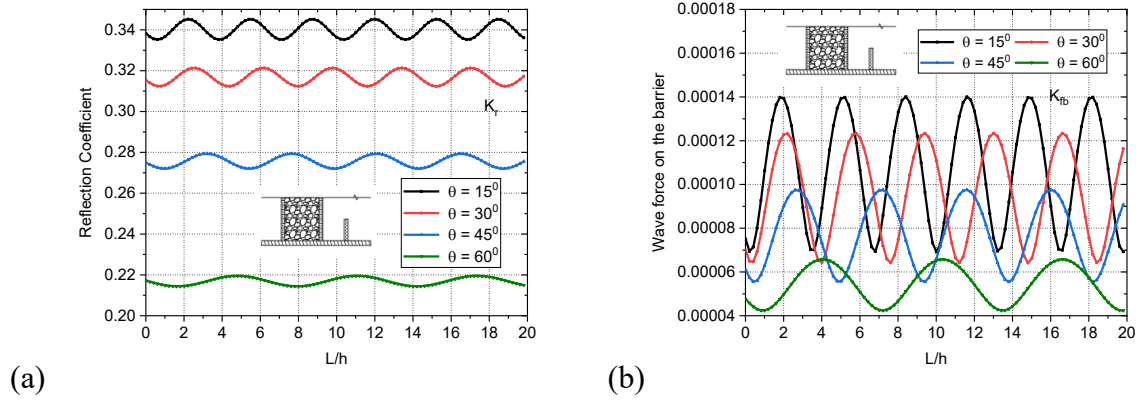 Reflection Coefficient
0.34
0.32
0.30
0.28
0.26
0.24
0.22
0.20
0 2 4 6 8 10 12 14 16 18 20
L/h
K_r
θ = 15⁰
θ = 30⁰
θ = 45⁰
θ = 60⁰
(a)
Wave force on the barrier
0.00018
0.00016
0.00014
0.00012
0.00010
0.00008
0.00006
0.00004
0 2 4 6 8 10 12 14 16 18 20
L/h
θ = 15⁰ θ = 30⁰
θ = 45⁰ θ = 60⁰
K_fb
(b)